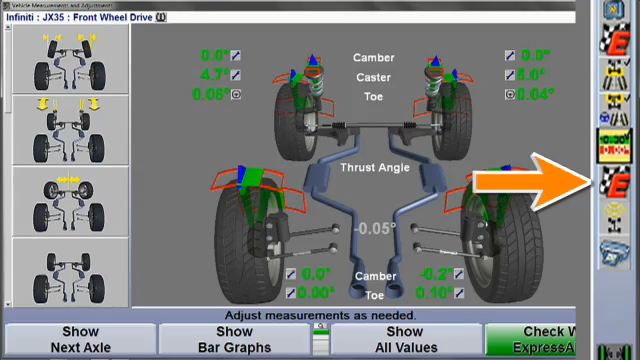 Vehicle Measurements and Adjustments
Infiniti : JX35 : Front Wheel Drive
0.0° Camber 0.0°
4.7° Caster 5.0°
0.08° Toe 0.04°
Thrust Angle
-0.05°
0.0° Camber -0.2°
0.00° Toe 0.10°
Adjust measurements as needed.
Show Next Axle
Show Bar Graphs
Show All Values
Check W
ExpressAl
E
E